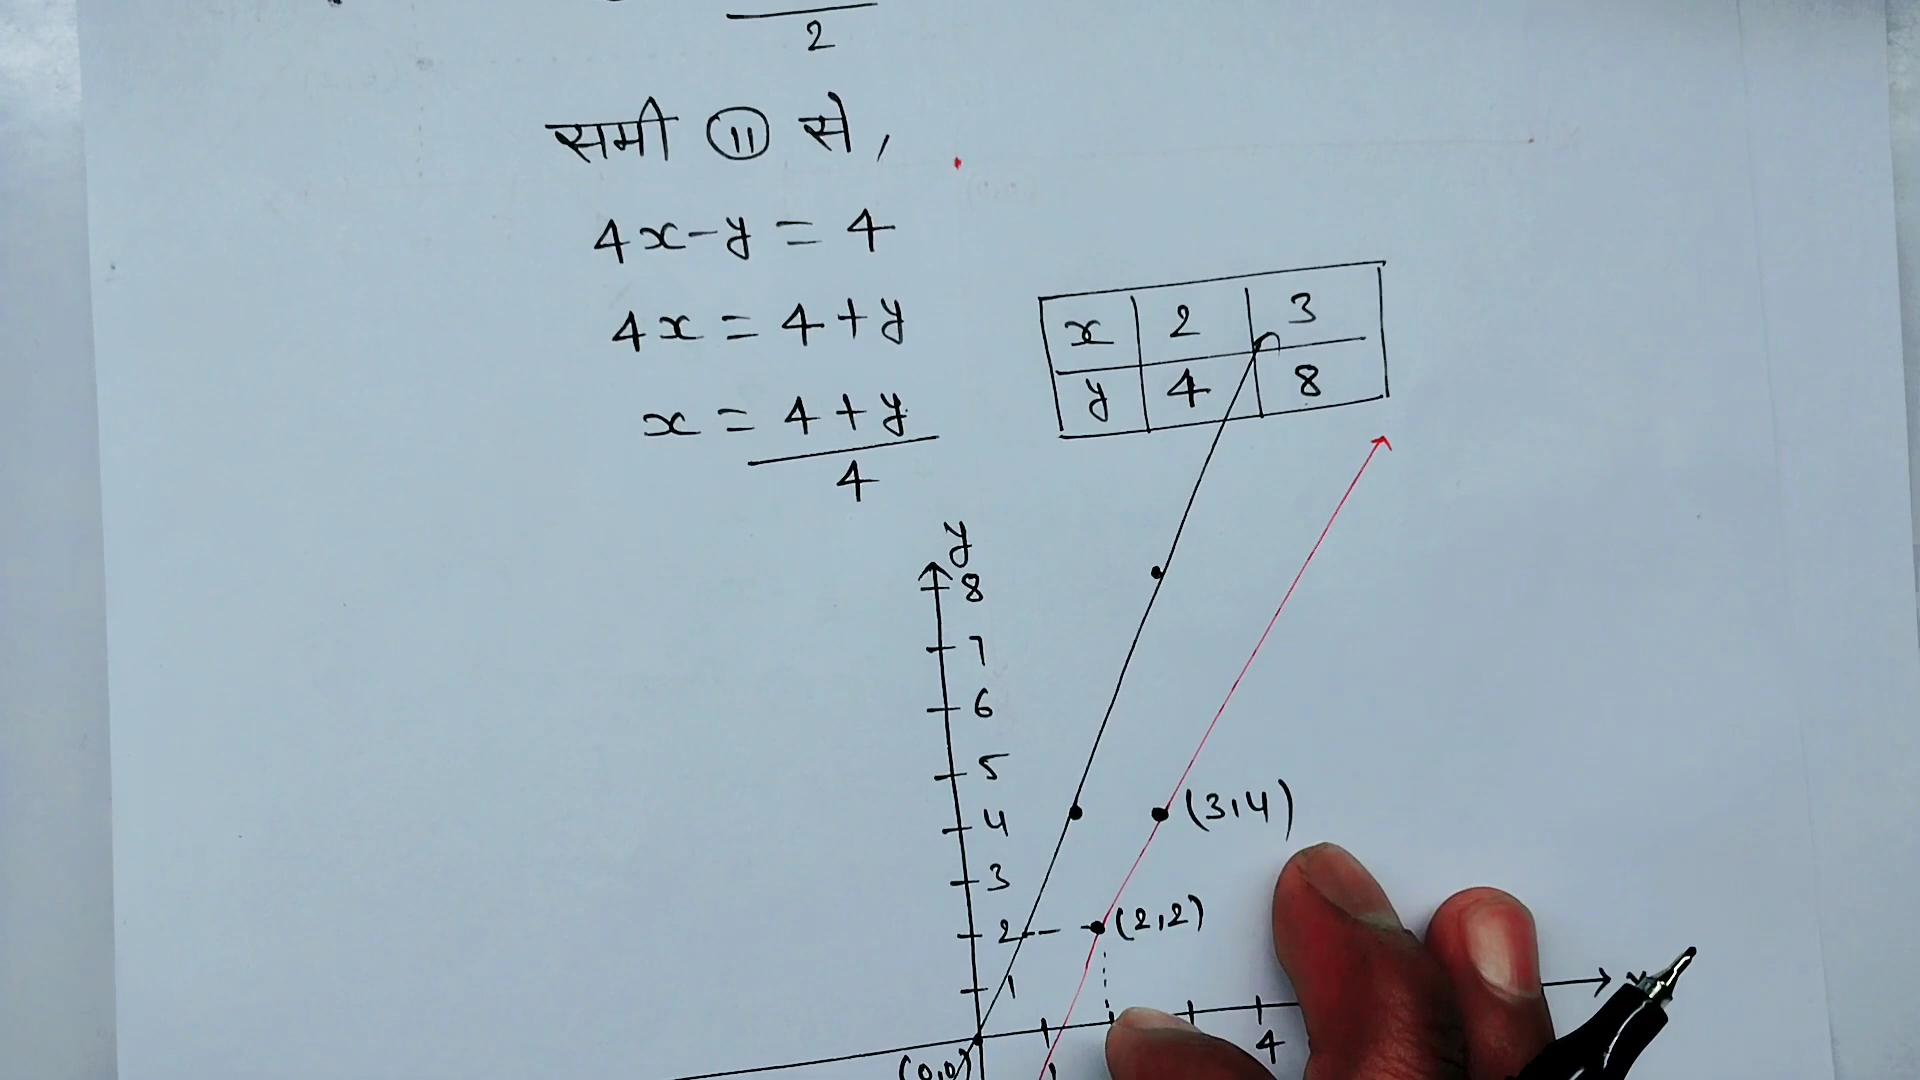 2
समी (11) से,
4x-y = 4
4x = 4+y
x = 4+y
4
x 2 3
y 4 8
y
8
7
6
5
4 (3,4)
3
2 (2,2)
1
4
(0,0) 1